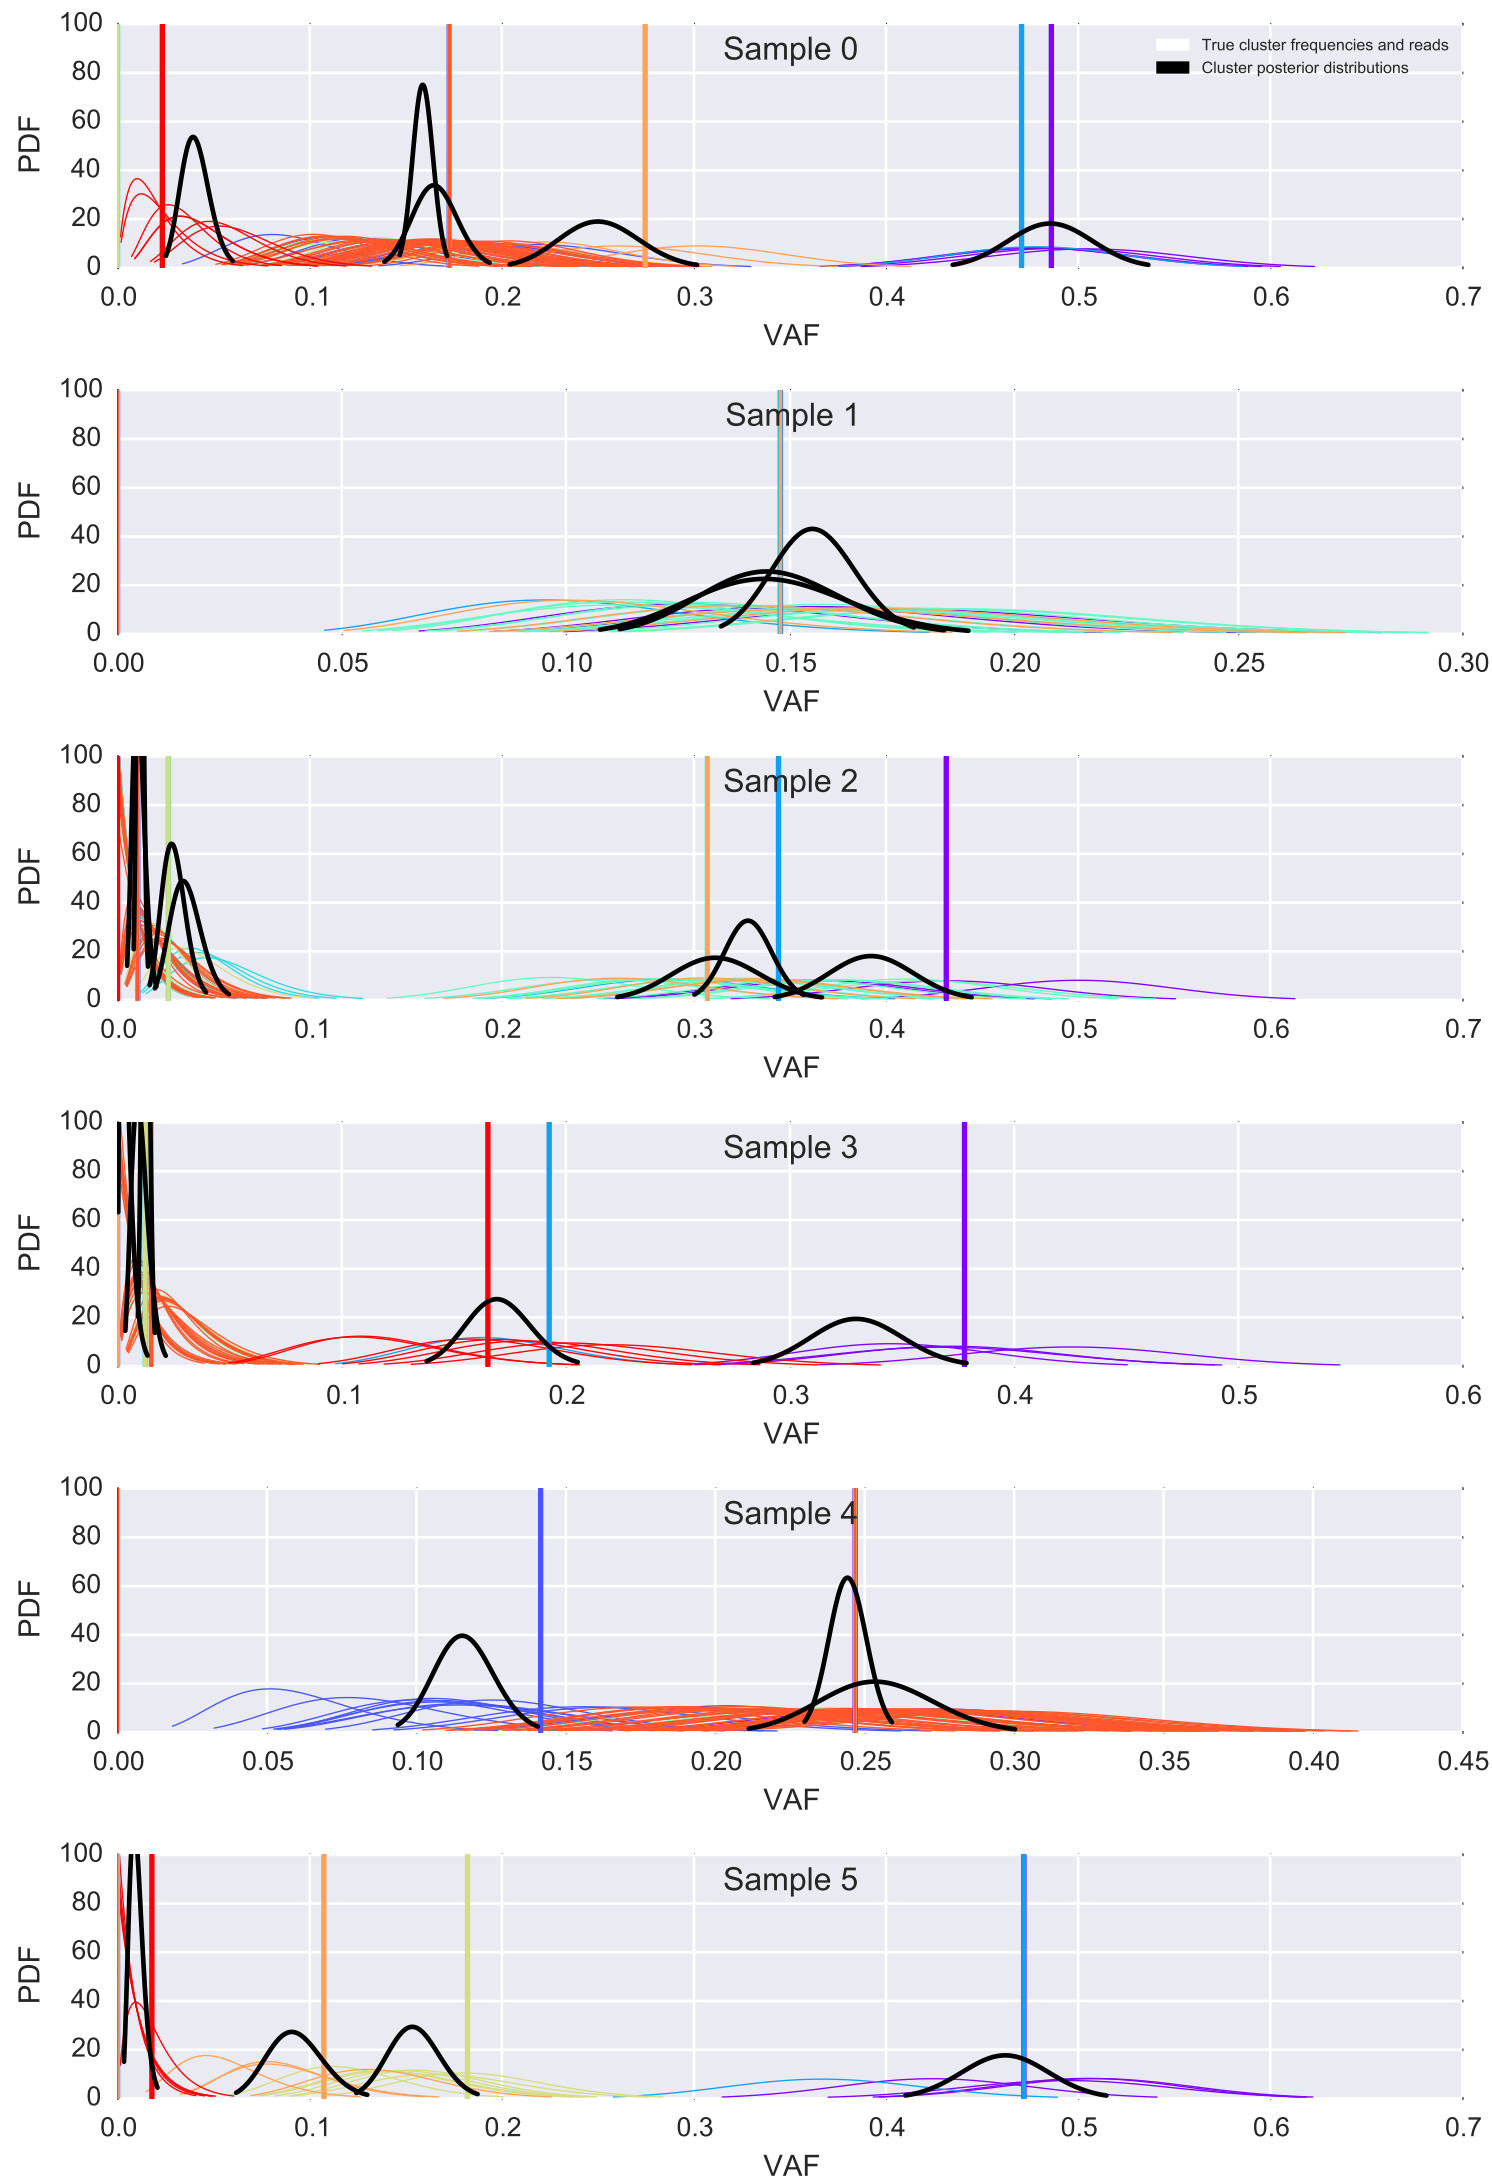 Sample 0
True cluster frequencies and reads
Cluster posterior distributions
PDF
100
80
60
40
20
0
0.0 0.1 0.2 0.3 0.4 0.5 0.6 0.7
VAF
Sample 1
PDF
100
80
60
40
20
0
0.00 0.05 0.10 0.15 0.20 0.25 0.30
VAF
Sample 2
PDF
100
80
60
40
20
0
0.0 0.1 0.2 0.3 0.4 0.5 0.6 0.7
VAF
Sample 3
PDF
100
80
60
40
20
0
0.0 0.1 0.2 0.3 0.4 0.5 0.6
VAF
Sample 4
PDF
100
80
60
40
20
0
0.00 0.05 0.10 0.15 0.20 0.25 0.30 0.35 0.40 0.45
VAF
Sample 5
PDF
100
80
60
40
20
0
0.0 0.1 0.2 0.3 0.4 0.5 0.6 0.7
VAF